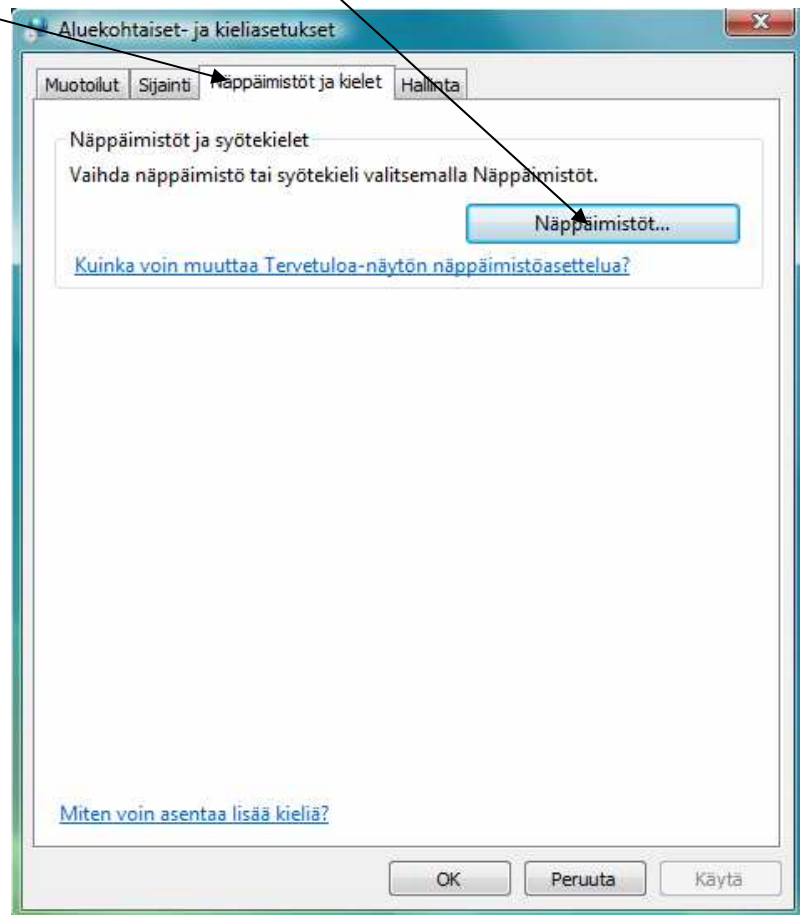 Aluekohtaiset- ja kieliasetukset
Muotoilut Sijainti Näppäimistöt ja kielet Hallinta
Näppäimistöt ja syötekielet
Vaihda näppäimistö tai syötekieli valitsemalla Näppäimistöt.
Näppäimistöt...
Kuinka voin muuttaa Tervetuloa-näytön näppäimistöasettelua?
Miten voin asentaa lisää kieliä?
OK Peruuta Käytä